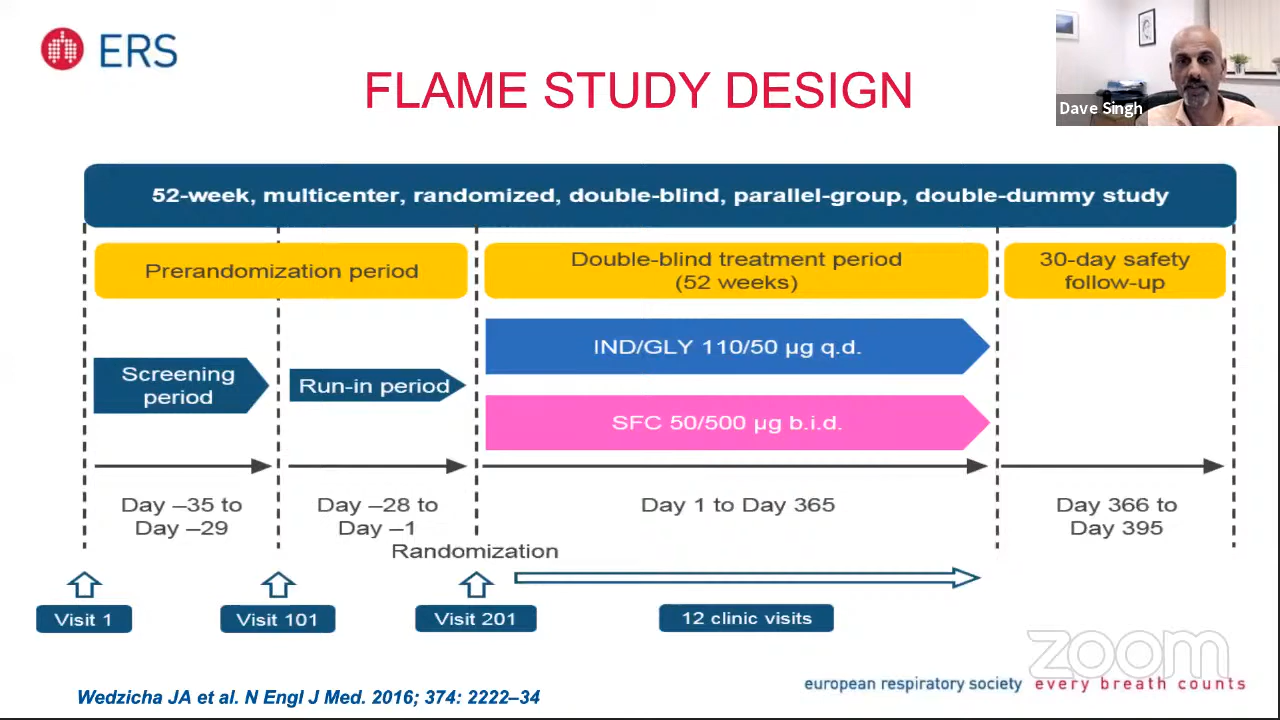 ERS
FLAME STUDY DESIGN
Dave Singh
52-week, multicenter, randomized, double-blind, parallel-group, double-dummy study
Prerandomization period
Double-blind treatment period
(52 weeks)
30-day safety
follow-up
Screening
period
Run-in period
IND/GLY 110/50 µg q.d.
SFC 50/500 µg b.i.d.
Day –35 to
Day –29
Day –28 to
Day –1
Day 1 to Day 365
Day 366 to
Day 395
Randomization
Visit 1
Visit 101
Visit 201
12 clinic visits
zoom
Wedzicha JA et al. N Engl J Med. 2016; 374: 2222–34
european respiratory society every breath counts